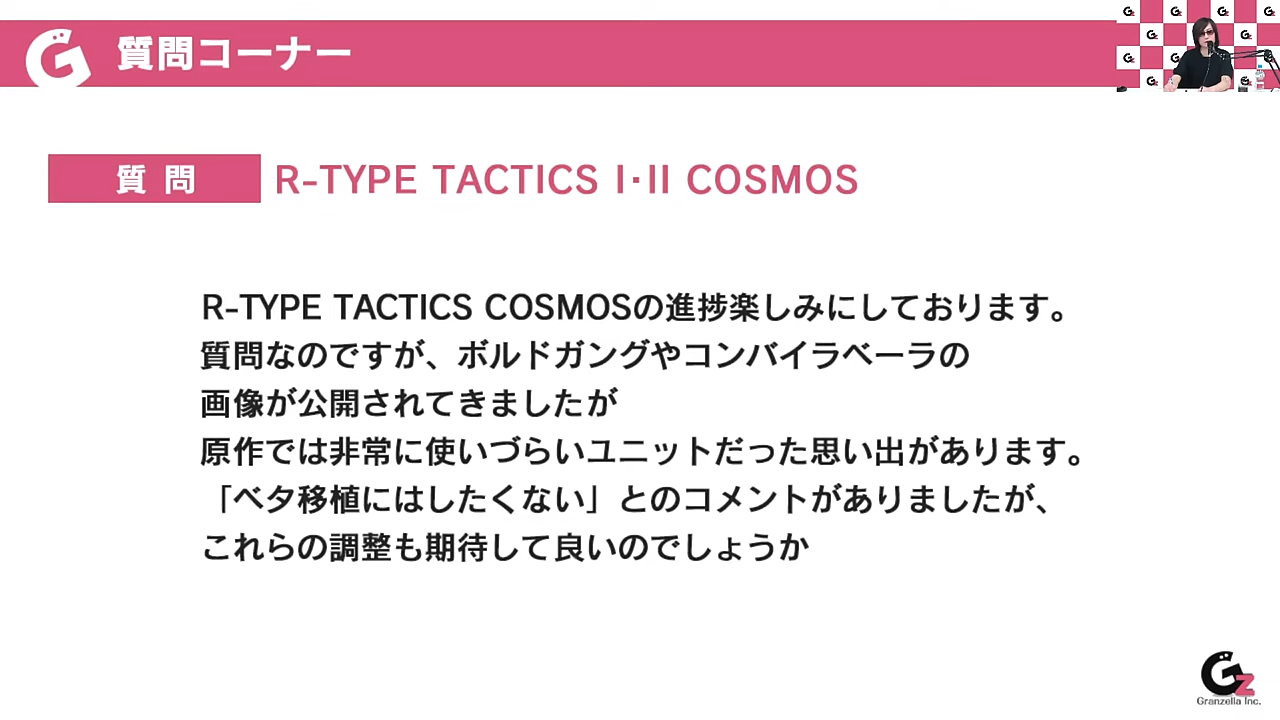 質問コーナー
質問
R-TYPE TACTICS I・II COSMOS
R-TYPE TACTICS COSMOSの進捗楽しみにしております。
質問なのですが、ボルドガングやコンバイラベーラの
画像が公開されてきましたが
原作では非常に使いづらいユニットだった思い出があります。
「ベタ移植にはしたくない」とのコメントがありましたが、
これらの調整も期待して良いのでしょうか
Gz
Granzella Inc.